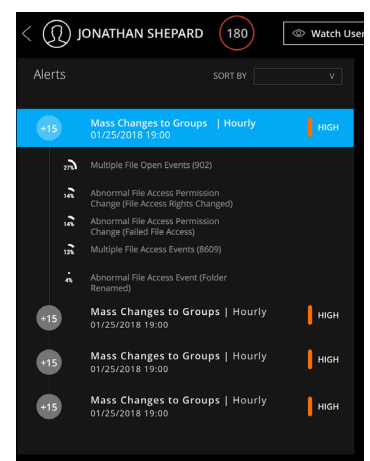 JONATHAN SHEPARD
180
Watch User
Alerts
SORT BY
+15
Mass Changes to Groups | Hourly
01/25/2018 19:00
HIGH
27%
Multiple File Open Events (902)
14%
Abnormal File Access Permission
Change (File Access Rights Changed)
14%
Abnormal File Access Permission
Change (Failed File Access)
13%
Multiple File Access Events (8609)
4%
Abnormal File Access Event (Folder
Renamed)
+15
Mass Changes to Groups | Hourly
01/25/2018 19:00
HIGH
+15
Mass Changes to Groups | Hourly
01/25/2018 19:00
HIGH
+15
Mass Changes to Groups | Hourly
01/25/2018 19:00
HIGH